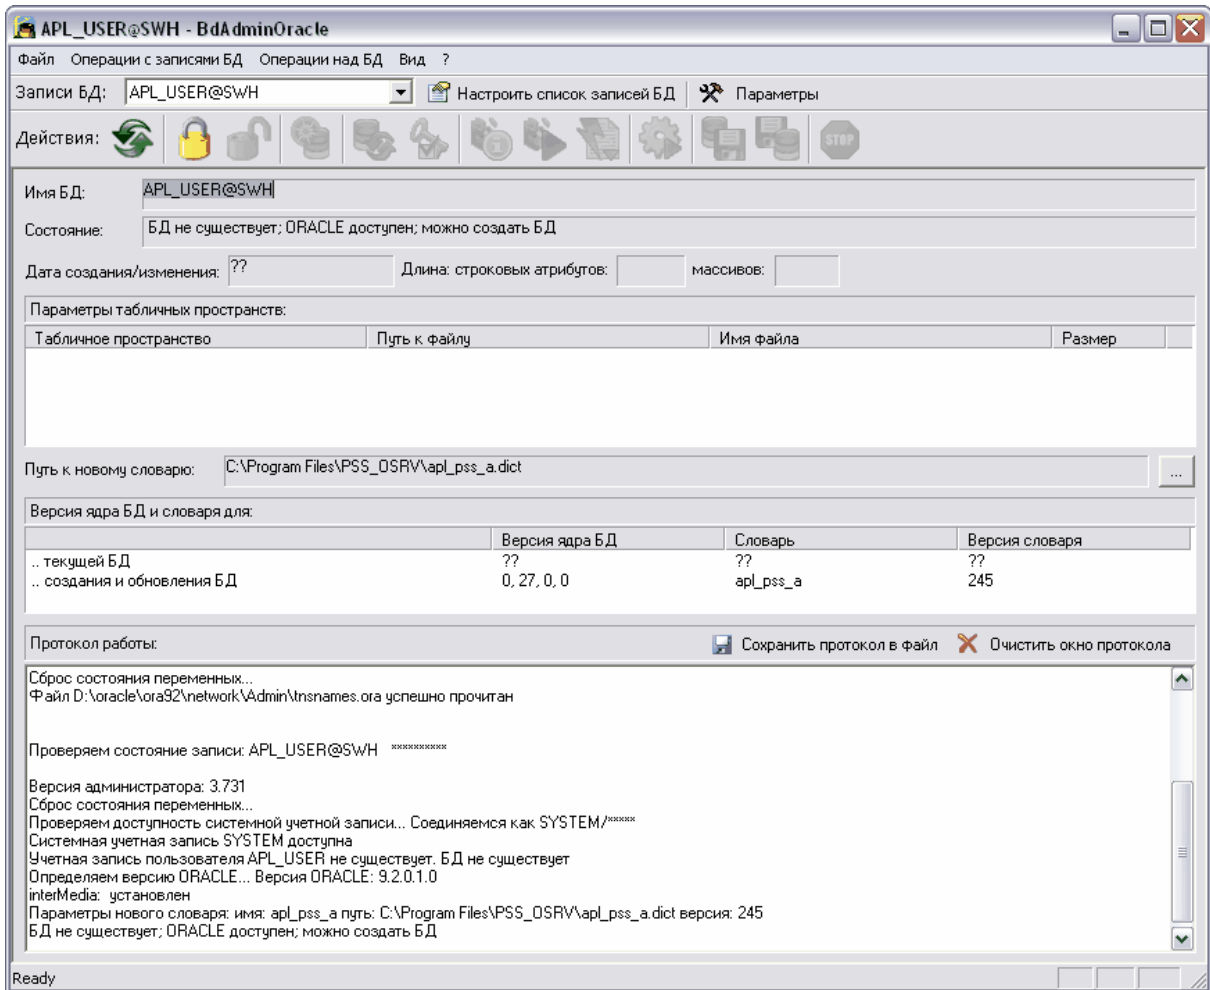 APL_USER@SWH - BdAdminOracle
Файл Операции с записями БД Операции над БД Вид ?
Записи БД: APL_USER@SWH Настроить список записей БД Параметры
Действия: STOP
Имя БД: APL_USER@SWH
Состояние: БД не существует; ORACLE доступен; можно создать БД
Дата создания/изменения: ?? Длина: строковых атрибутов: массивов:
Параметры табличных пространств:
Табличное пространство Путь к файлу Имя файла Размер
Путь к новому словарю: C:\Program Files\PSS_OSRV\apl_pss_a.dict ...
Версия ядра БД и словаря для:
Версия ядра БД Словарь Версия словаря
.. текущей БД ?? ?? ??
.. создания и обновления БД 0, 27, 0, 0 apl_pss_a 245
Протокол работы: Сохранить протокол в файл Очистить окно протокола
Сброс состояния переменных...
Файл D:\oracle\ora92\network\Admin\tnsnames.ora успешно прочитан
Проверяем состояние записи: APL_USER@SWH **********
Версия администратора: 3.731
Сброс состояния переменных...
Проверяем доступность системной учетной записи... Соединяемся как SYSTEM/*****
Системная учетная запись SYSTEM доступна
Учетная запись пользователя APL_USER не существует. БД не существует
Определяем версию ORACLE... Версия ORACLE: 9.2.0.1.0
interMedia: установлен
Параметры нового словаря: имя: apl_pss_a путь: C:\Program Files\PSS_OSRV\apl_pss_a.dict версия: 245
БД не существует; ORACLE доступен; можно создать БД
Ready